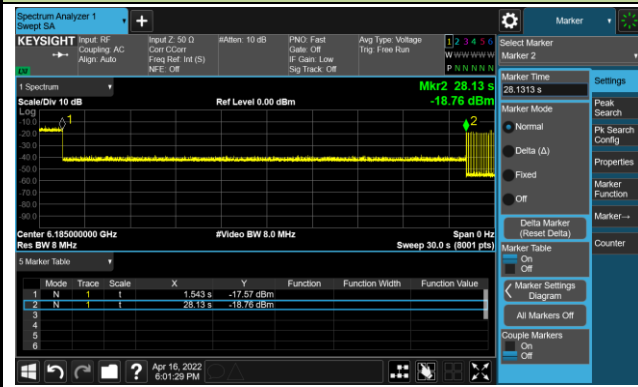 Spectrum Analyzer 1
Swept SA
Marker
KEYSIGHT
Input: RF
Coupling: AC
Align: Auto
Input Z: 50 Ω
Corr CCorr
Freq Ref: Int (S)
NFE: Off
#Atten: 10 dB
PNO: Fast
Gate: Off
IF Gain: Low
Sig Track: Off
Avg Type: Voltage
Trig: Free Run
1 2 3 4 5 6
W W W W W W
P N N N N N
LXI
Select Marker
Marker 2
1 Spectrum
Mkr2 28.13 s
Scale/Div 10 dB
Ref Level 0.00 dBm
-18.76 dBm
Log
-10.0
-20.0
-30.0
-40.0
-50.0
-60.0
-70.0
-80.0
-90.0
1
2
Center 6.185000000 GHz
#Video BW 8.0 MHz
Span 0 Hz
Res BW 8 MHz
Sweep 30.0 s (8001 pts)
5 Marker Table
Mode Trace Scale X Y Function Function Width Function Value
1 N 1 t 1.543 s -17.57 dBm
2 N 1 t 28.13 s -18.76 dBm
3
4
5
6
Marker Time
28.1313 s
Marker Mode
Normal
Delta (Δ)
Fixed
Off
Delta Marker
(Reset Delta)
Marker Table
On
Off
Marker Settings
Diagram
All Markers Off
Couple Markers
On
Off
Settings
Peak
Search
Pk Search
Config
Properties
Marker
Function
Marker→
Counter
?
Apr 16, 2022
6:01:29 PM